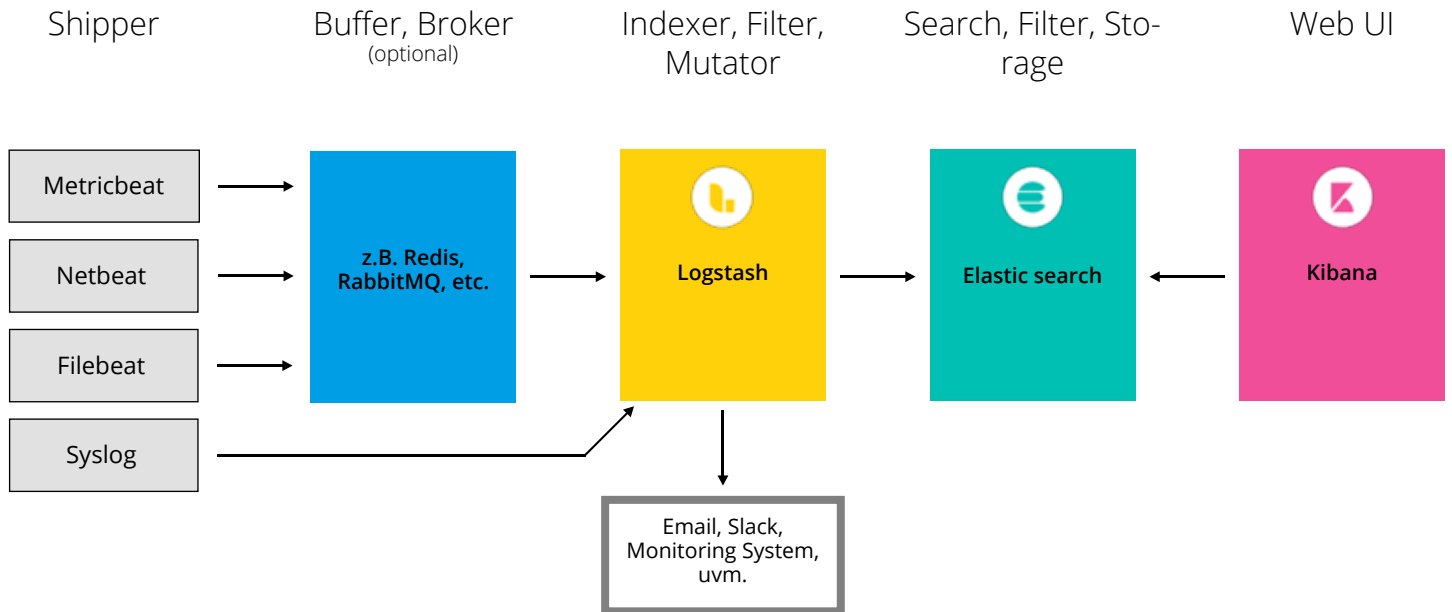 Shipper
Buffer, Broker
(optional)
Indexer, Filter,
Mutator
Search, Filter, Sto-
rage
Web UI
Metricbeat
Netbeat
Filebeat
Syslog
z.B. Redis,
RabbitMQ, etc.
Logstash
Elastic search
Kibana
Email, Slack,
Monitoring System,
uvm.